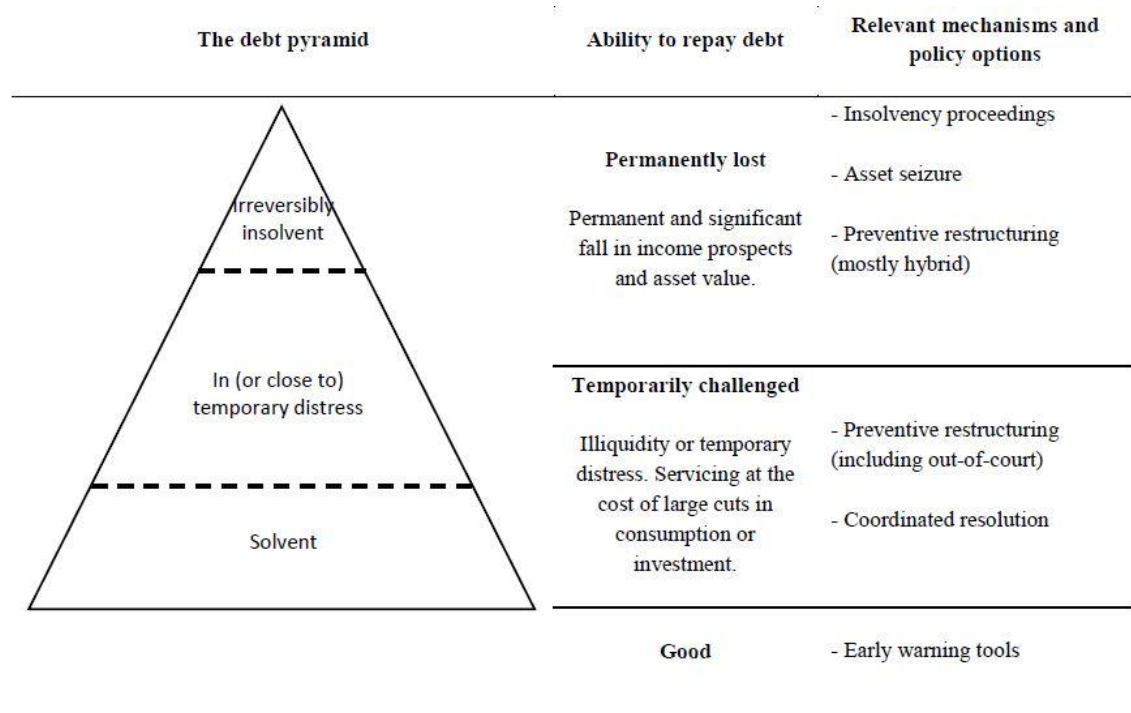 The debt pyramid
Ability to repay debt
Relevant mechanisms and
policy options
Irreversibly
insolvent
Permanently lost
Permanent and significant
fall in income prospects
and asset value.
- Insolvency proceedings
- Asset seizure
- Preventive restructuring
(mostly hybrid)
In (or close to)
temporary distress
Temporarily challenged
Illiquidity or temporary
distress. Servicing at the
cost of large cuts in
consumption or
investment.
- Preventive restructuring
(including out-of-court)
- Coordinated resolution
Solvent
Good
- Early warning tools